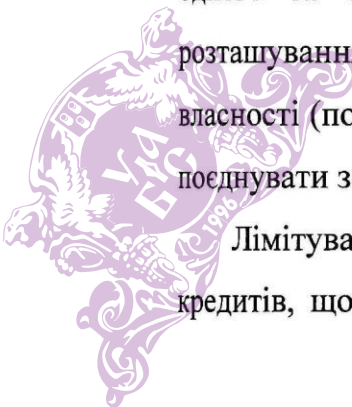 розташуванн
власності (по
поєднувати з
Лімітува
кредитів, що
УАБС
1996